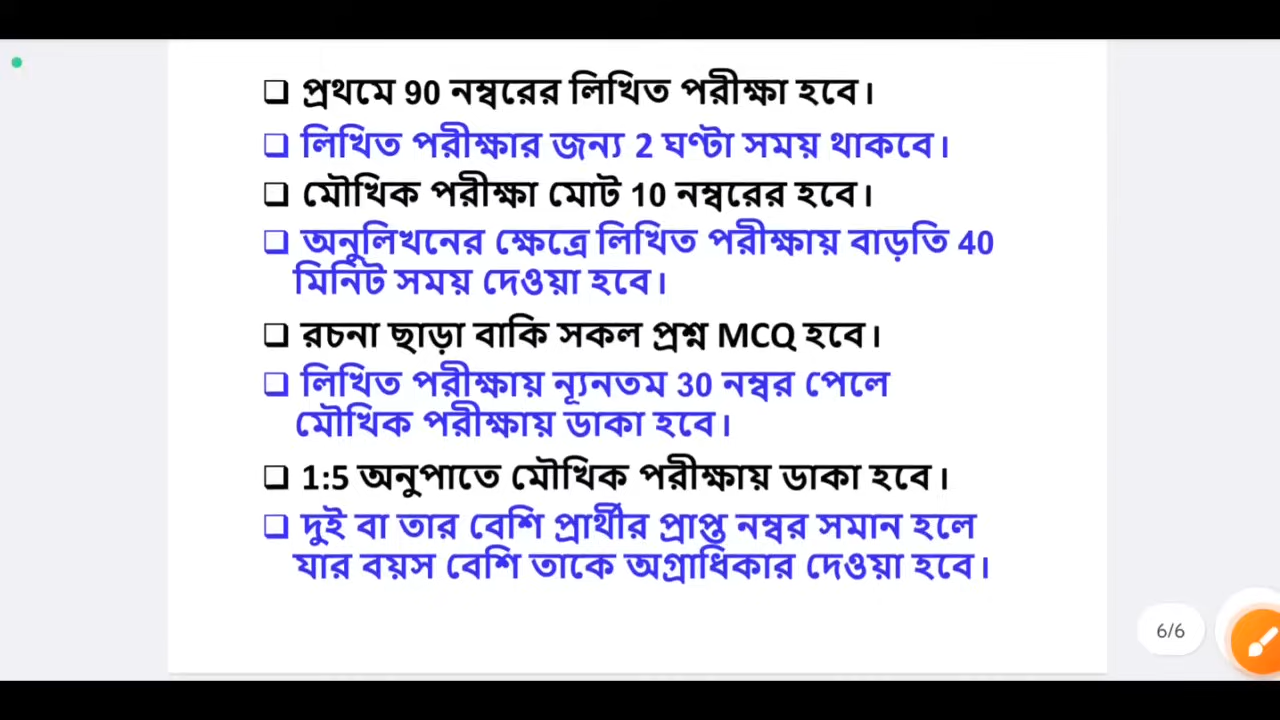 ❑ প্রথমে 90 নম্বরের লিখিত পরীক্ষা হবে।
❑ লিখিত পরীক্ষার জন্য 2 ঘণ্টা সময় থাকবে।
❑ মৌখিক পরীক্ষা মোট 10 নম্বরের হবে।
❑ অনুলিখনের ক্ষেত্রে লিখিত পরীক্ষায় বাড়তি 40
মিনিট সময় দেওয়া হবে।
❑ রচনা ছাড়া বাকি সকল প্রশ্ন MCQ হবে।
❑ লিখিত পরীক্ষায় ন্যূনতম 30 নম্বর পেলে
মৌখিক পরীক্ষায় ডাকা হবে।
❑ 1:5 অনুপাতে মৌখিক পরীক্ষায় ডাকা হবে।
❑ দুই বা তার বেশি প্রার্থীর প্রাপ্ত নম্বর সমান হলে
যার বয়স বেশি তাকে অগ্রাধিকার দেওয়া হবে।
6/6